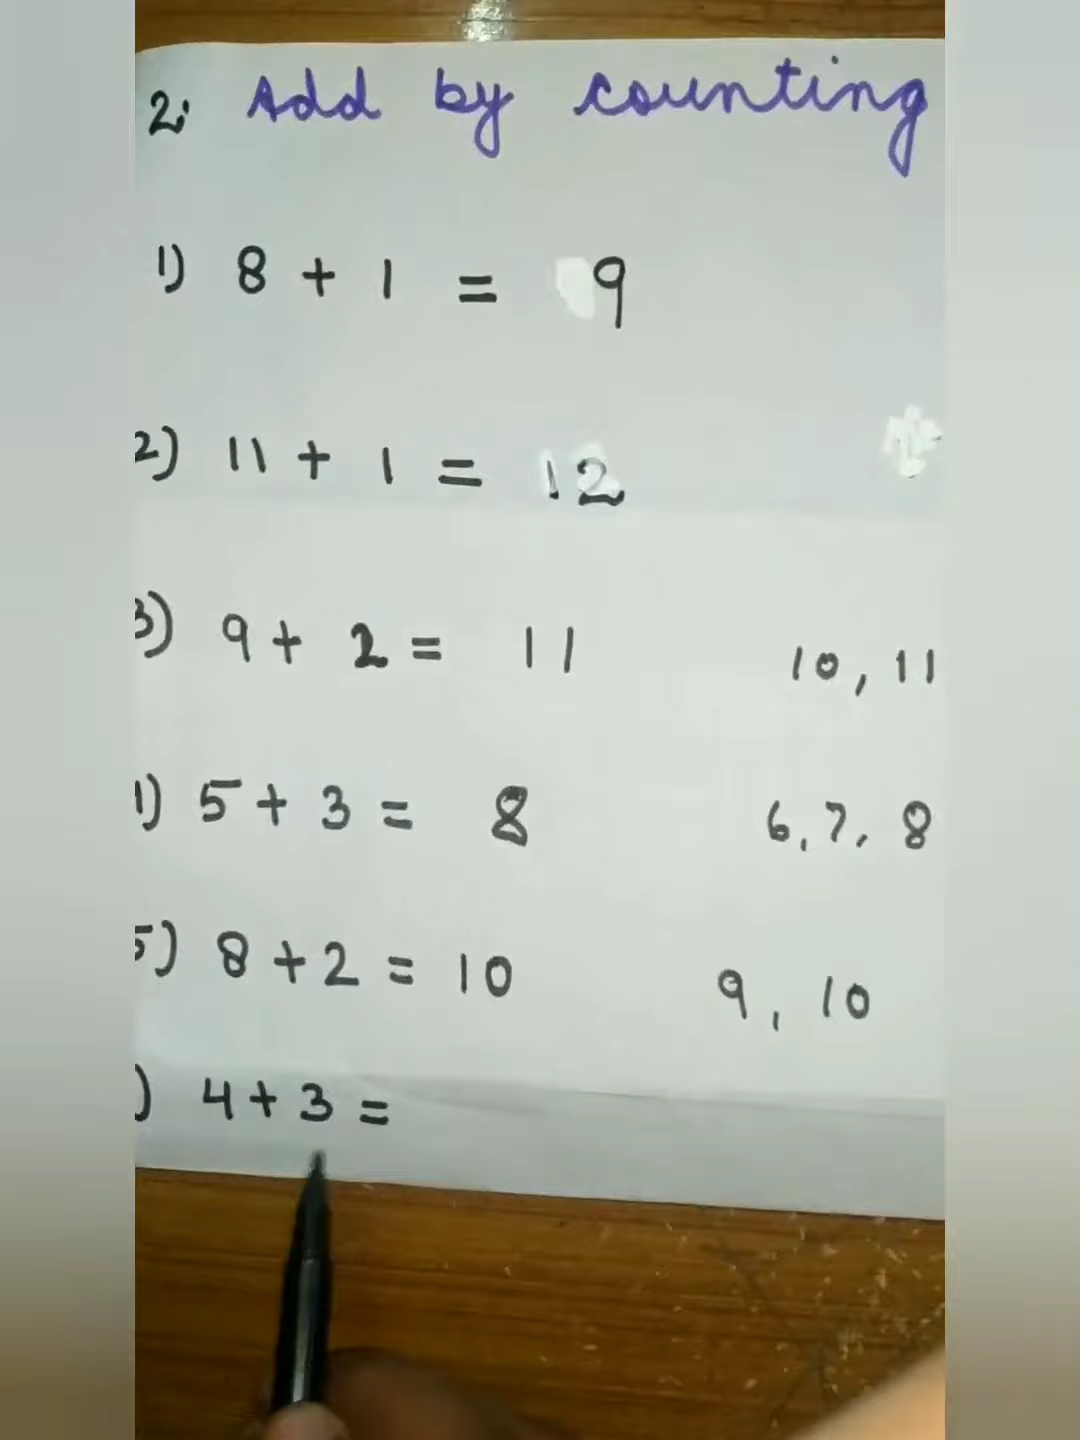 2. Add by counting
1) 8 + 1 = 9
2) 11 + 1 = 12
3) 9 + 2 = 11 10, 11
) 5 + 3 = 8 6, 7, 8
5) 8 + 2 = 10 9, 10
) 4 + 3 =